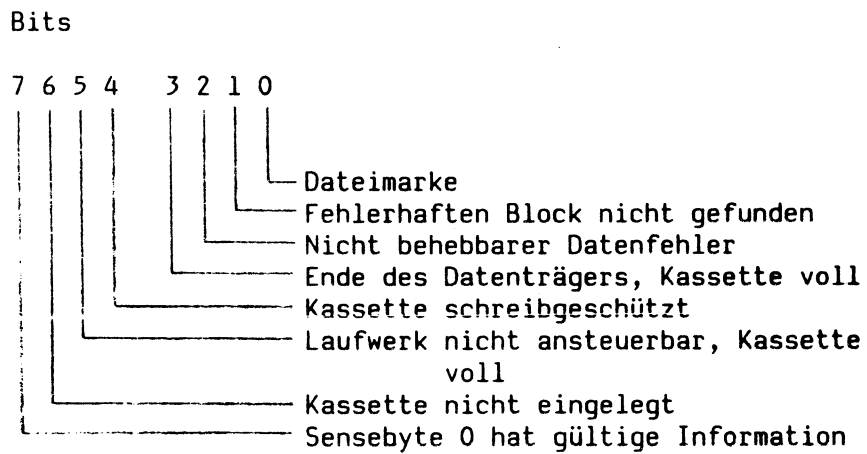 Bits
7 6 5 4 3 2 1 0
Dateimarke
Fehlerhaften Block nicht gefunden
Nicht behebbarer Datenfehler
Ende des Datenträgers, Kassette voll
Kassette schreibgeschützt
Laufwerk nicht ansteuerbar, Kassette
voll
Kassette nicht eingelegt
Sensebyte 0 hat gültige Information